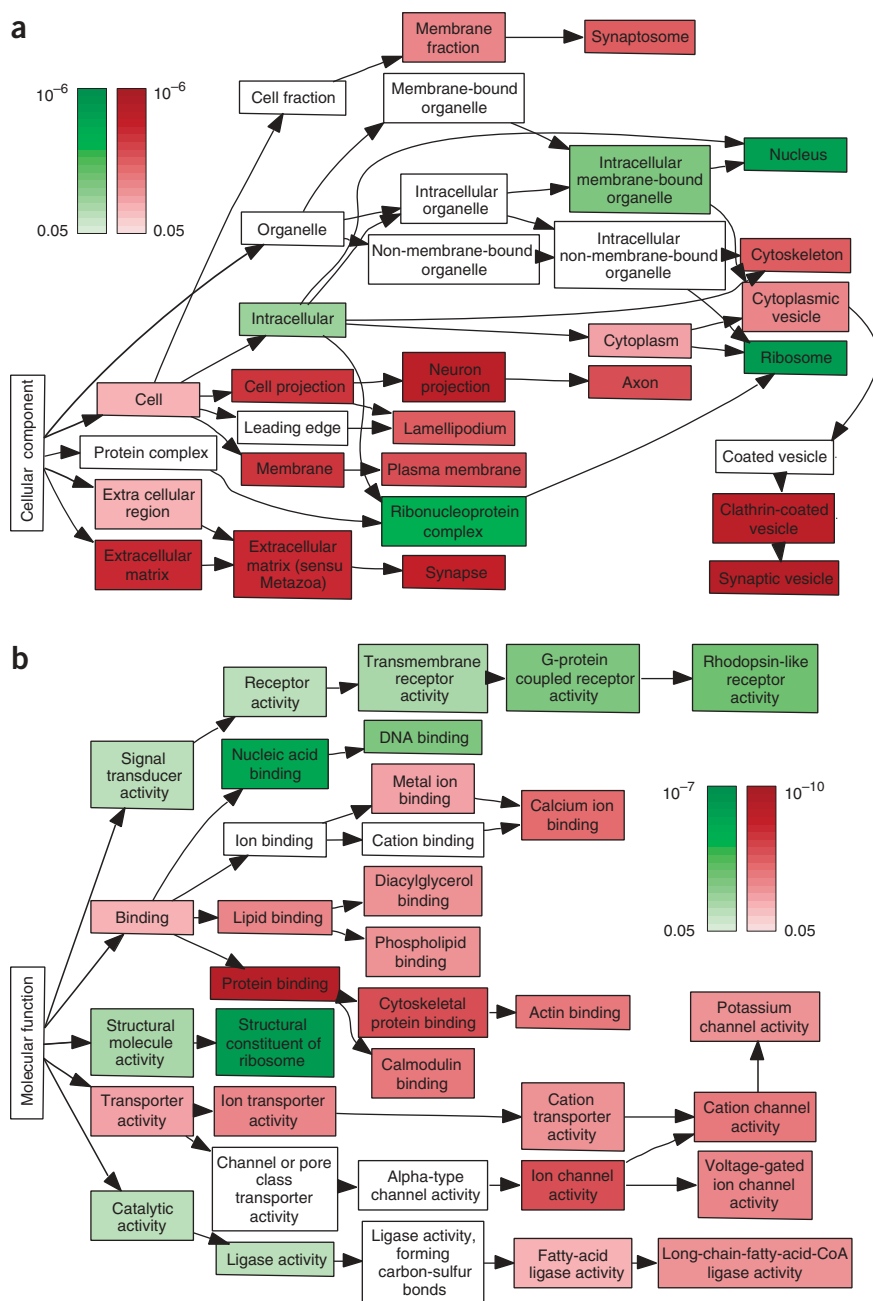 a
Membrane
fraction
Synaptosome
10-6
10-6
0.05
0.05
Cell fraction
Membrane-bound
organelle
Nucleus
Intracellular
membrane-bound
organelle
Intracellular
organelle
Organelle
Non-membrane-bound
organelle
Intracellular
non-membrane-bound
organelle
Cytoskeleton
Cytoplasmic
vesicle
Intracellular
Cytoplasm
Ribosome
Cellular component
Cell
Cell projection
Neuron
projection
Axon
Leading edge
Lamellipodium
Protein complex
Membrane
Plasma membrane
Coated vesicle
Extra cellular
region
Ribonucleoprotein
complex
Clathrin-coated
vesicle
Extracellular
matrix
Extracellular
matrix (sensu
Metazoa)
Synapse
Synaptic vesicle
b
Receptor
activity
Transmembrane
receptor
activity
G-protein
coupled receptor
activity
Rhodopsin-like
receptor
activity
Signal
transducer
activity
Nucleic acid
binding
DNA binding
Metal ion
binding
Calcium ion
binding
Ion binding
Cation binding
10-7
10-10
0.05
0.05
Binding
Lipid binding
Diacylglycerol
binding
Phospholipid
binding
Protein binding
Cytoskeletal
protein binding
Actin binding
Calmodulin
binding
Molecular function
Structural
molecule
activity
Structural
constituent of
ribosome
Potassium
channel activity
Transporter
activity
Ion transporter
activity
Cation
transporter
activity
Cation channel
activity
Channel or pore
class
transporter
activity
Alpha-type
channel activity
Ion channel
activity
Voltage-gated
ion channel
activity
Catalytic
activity
Ligase activity
Ligase activity,
forming
carbon-sulfur
bonds
Fatty-acid
ligase activity
Long-chain-fatty-acid-CoA
ligase activity